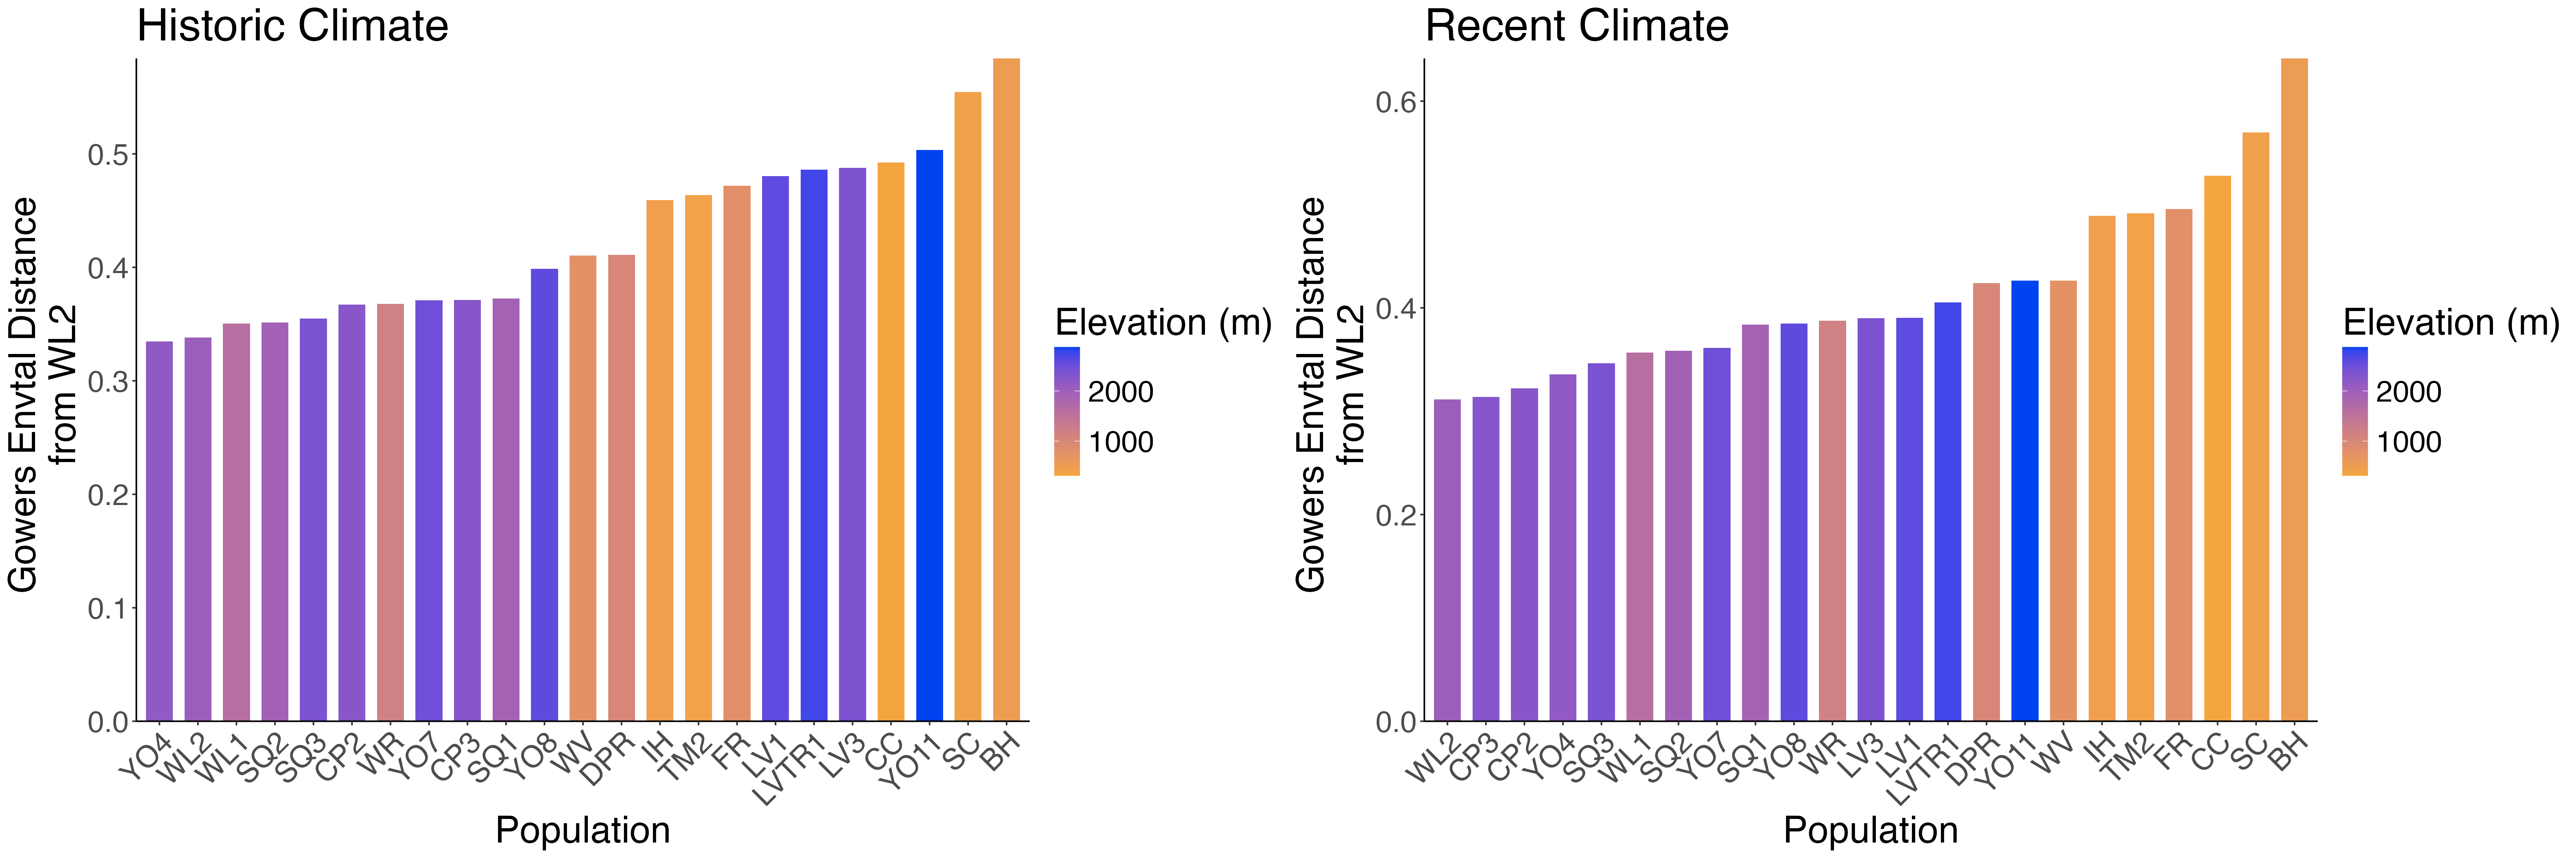 Historic Climate
Gowers Envtal Distance
from WL2
0.5
0.4
0.3
0.2
0.1
0.0
YO4
WL2
WL1
SQ2
SQ3
CP2
WR
YO7
CP3
SQ1
YO8
WV
DPR
IH
TM2
FR
LV1
LVTR1
LV3
CC
YO11
SC
BH
Population
Elevation (m)
2000
1000
Recent Climate
Gowers Envtal Distance
from WL2
0.6
0.4
0.2
0.0
WL2
CP3
CP2
YO4
SQ3
WL1
SQ2
YO7
SQ1
YO8
WR
LV3
LV1
LVTR1
DPR
YO11
WV
IH
TM2
FR
CC
SC
BH
Population
Elevation (m)
2000
1000